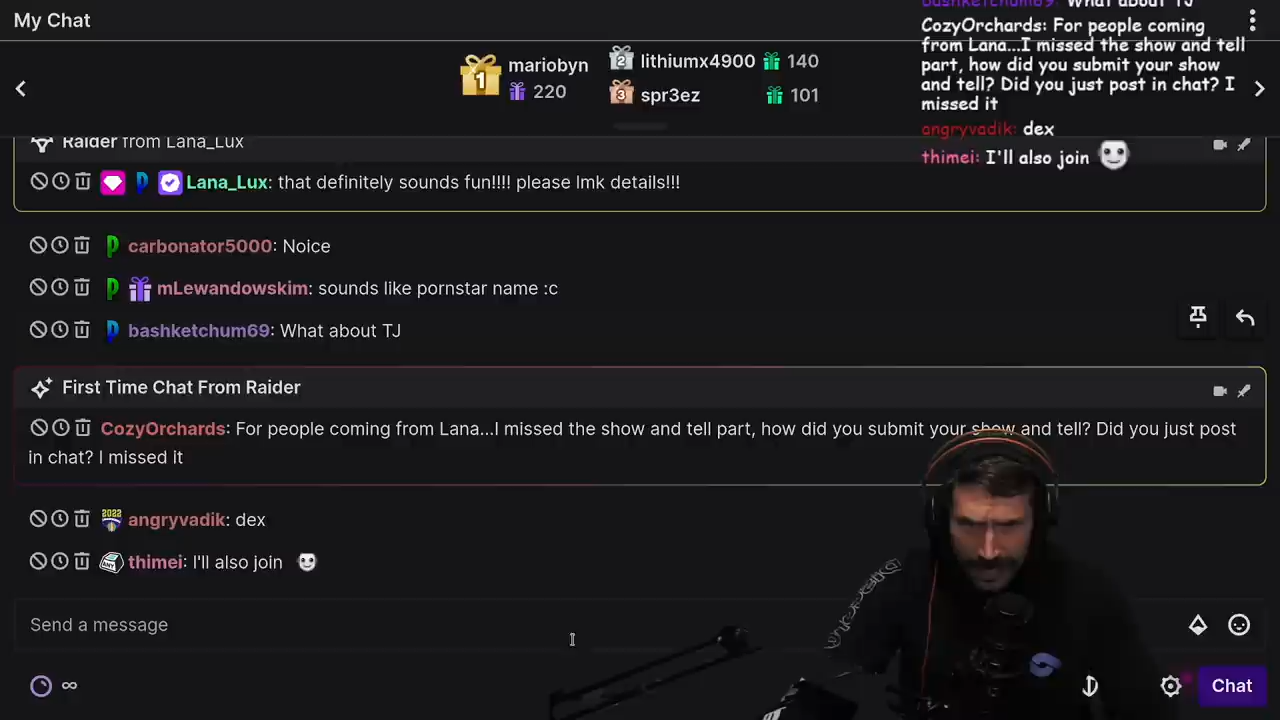 My Chat
bashketchum69: What about TJ
CozyOrchards: For people coming
from Lana...I missed the show and tell
part, how did you submit your show
and tell? Did you just post in chat? I
missed it
angryvadik: dex
thimei: I'll also join
1
mariobyn
220
2
lithiumx4900
140
3
spr3ez
101
Raider from Lana_Lux
Lana_Lux: that definitely sounds fun!!!! please lmk details!!!
carbonator5000: Noice
mLewandowskim: sounds like pornstar name :c
bashketchum69: What about TJ
First Time Chat From Raider
CozyOrchards: For people coming from Lana...I missed the show and tell part, how did you submit your show and tell? Did you just post
in chat? I missed it
2022
angryvadik: dex
thimei: I'll also join
Send a message
∞
Chat